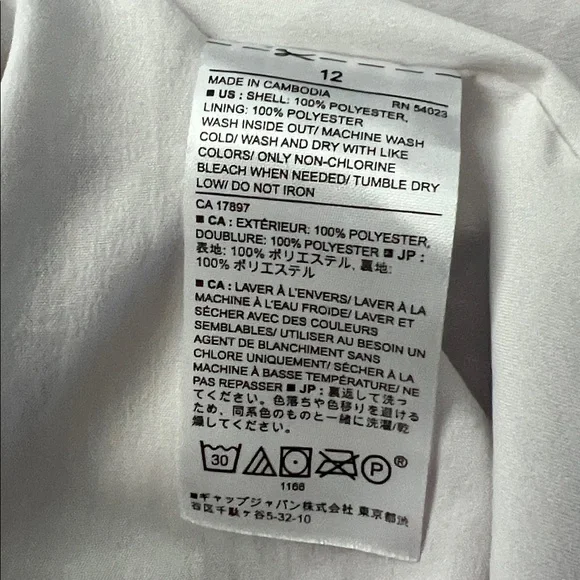 12
MADE IN CAMBODIA RN 54023
■ US : SHELL: 100% POLYESTER,
LINING: 100% POLYESTER
WASH INSIDE OUT/ MACHINE WASH
COLD/ WASH AND DRY WITH LIKE
COLORS/ ONLY NON-CHLORINE
BLEACH WHEN NEEDED/ TUMBLE DRY
LOW/ DO NOT IRON
CA 17897
■ CA : EXTÉRIEUR: 100% POLYESTER,
DOUBLURE: 100% POLYESTER ■ JP :
表地: 100% ポリエステル, 裏地:
100% ポリエステル
■ CA : LAVER À L'ENVERS/ LAVER À LA
MACHINE À L'EAU FROIDE/ LAVER ET
SÉCHER AVEC DES COULEURS
SEMBLABLES/ UTILISER AU BESOIN UN
AGENT DE BLANCHIMENT SANS
CHLORE UNIQUEMENT/ SÉCHER À LA
MACHINE À BASSE TEMPÉRATURE/ NE
PAS REPASSER ■ JP : 裏返して洗っ
てください。色落ちや色移りを避ける
ため、同系色のものと一緒に洗濯/乾
燥してください。
30 P ®
1166
■ギャップジャパン株式会社 東京都渋
谷区千駄ヶ谷5-32-10